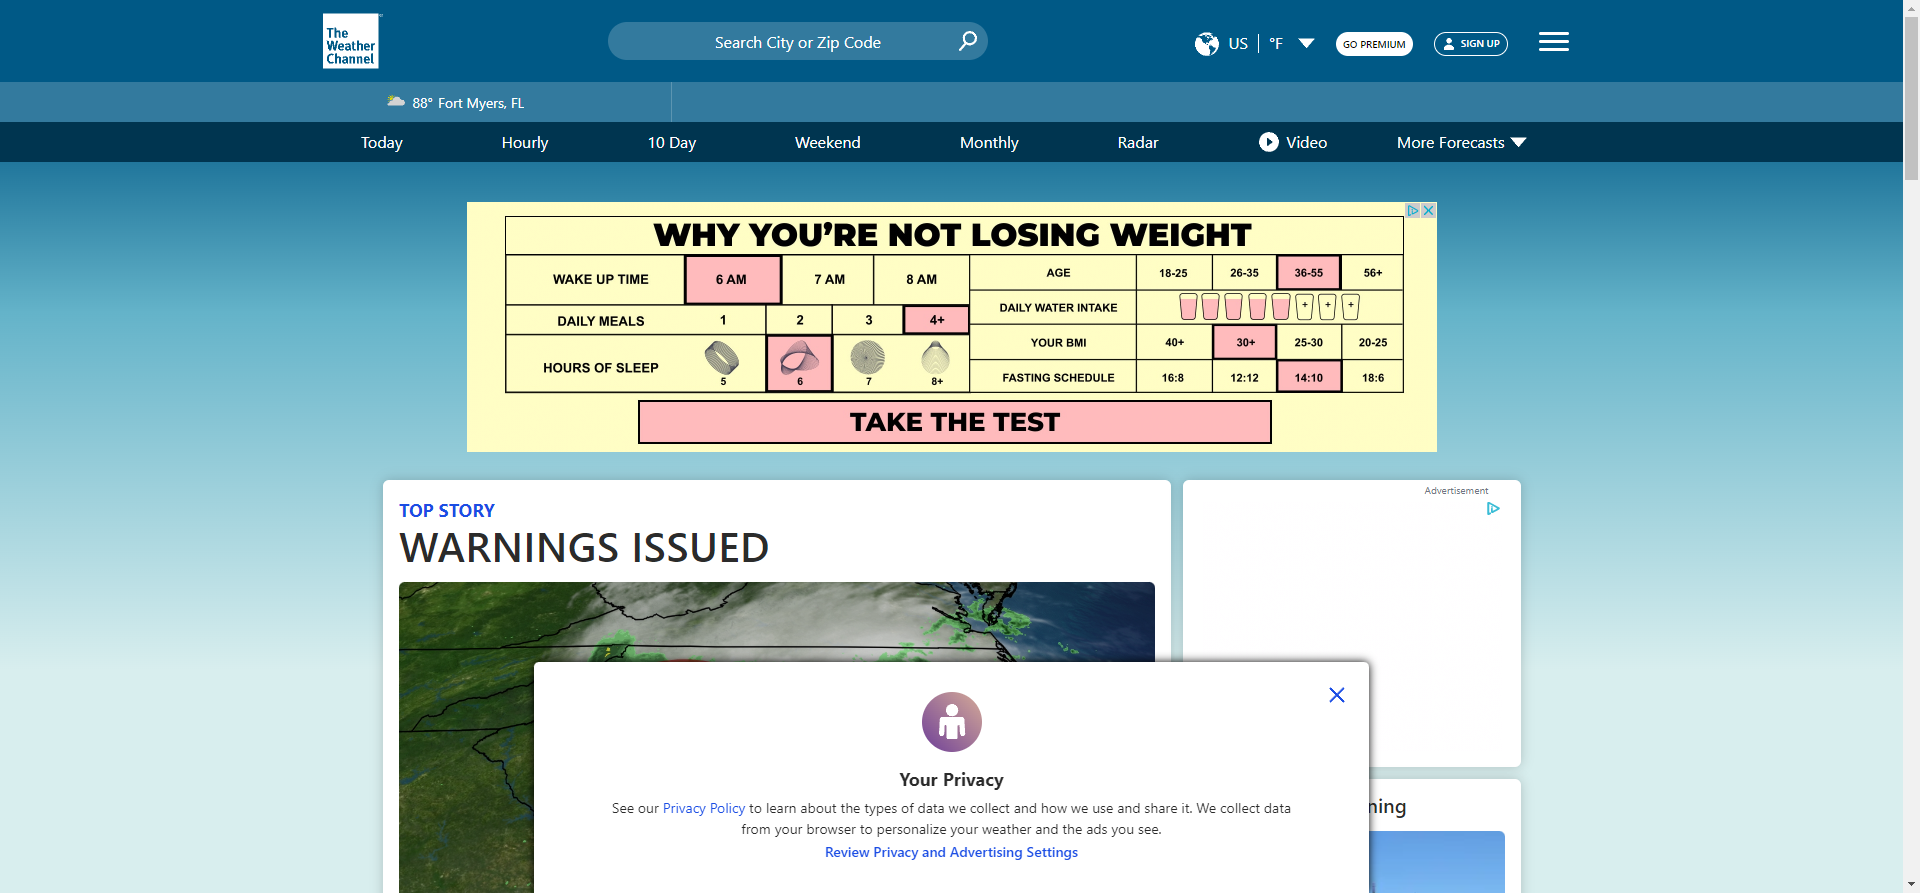 The
Weather
Channel
Search City or Zip Code
US | °F
GO PREMIUM
SIGN UP
88° Fort Myers, FL
Today
Hourly
10 Day
Weekend
Monthly
Radar
Video
More Forecasts
WHY YOU’RE NOT LOSING WEIGHT
WAKE UP TIME 6 AM 7 AM 8 AM
DAILY MEALS 1 2 3 4+
HOURS OF SLEEP 5 6 7 8+
AGE 18-25 26-35 36-55 56+
DAILY WATER INTAKE + + +
YOUR BMI 40+ 30+ 25-30 20-25
FASTING SCHEDULE 16:8 12:12 14:10 18:6
TAKE THE TEST
TOP STORY
WARNINGS ISSUED
Advertisement
ning
Your Privacy
See our Privacy Policy to learn about the types of data we collect and how we use and share it. We collect data
from your browser to personalize your weather and the ads you see.
Review Privacy and Advertising Settings